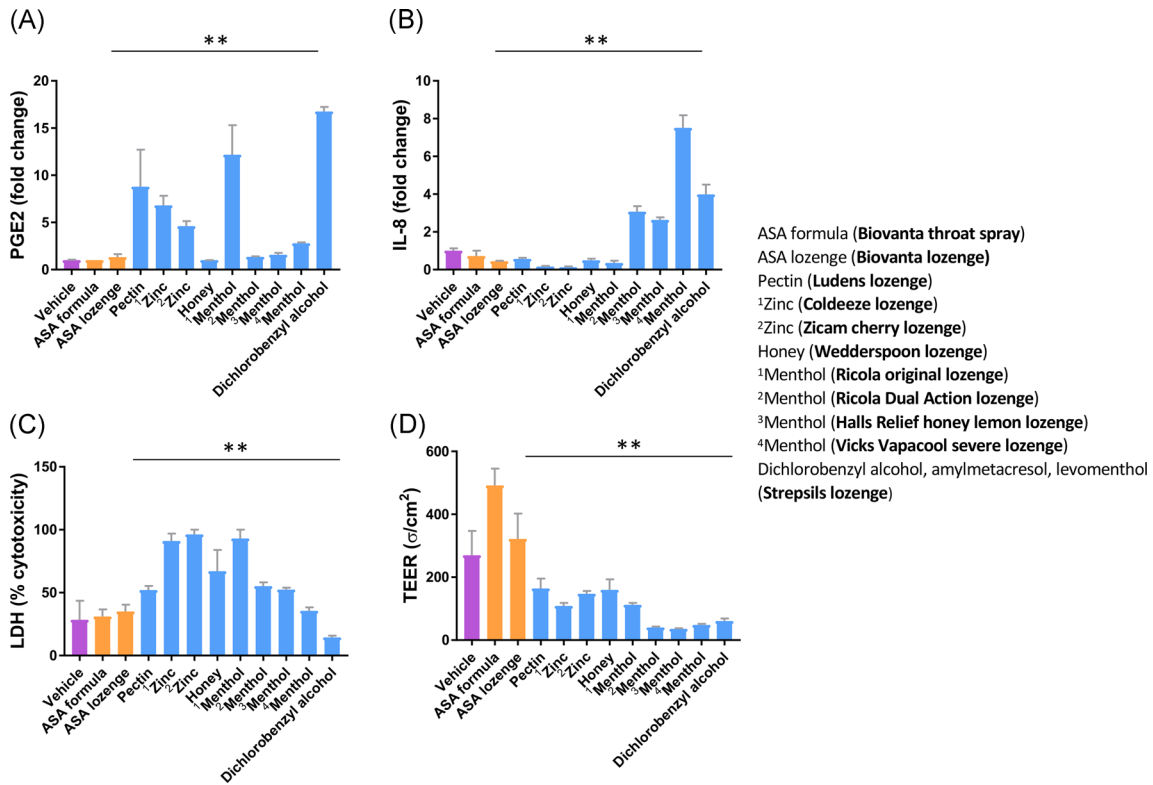 (A)
**
PGE2 (fold change)
20
15
10
5
0
Vehicle
ASA formula
ASA lozenge
Pectin
¹Zinc
²Zinc
Honey
¹Menthol
²Menthol
³Menthol
⁴Menthol
Dichlorobenzyl alcohol
(B)
**
IL-8 (fold change)
10
8
6
4
2
0
Vehicle
ASA formula
ASA lozenge
Pectin
¹Zinc
²Zinc
Honey
¹Menthol
²Menthol
³Menthol
⁴Menthol
Dichlorobenzyl alcohol
ASA formula (Biovanta throat spray)
ASA lozenge (Biovanta lozenge)
Pectin (Ludens lozenge)
¹Zinc (Coldeeze lozenge)
²Zinc (Zicam cherry lozenge)
Honey (Wedderspoon lozenge)
¹Menthol (Ricola original lozenge)
²Menthol (Ricola Dual Action lozenge)
³Menthol (Halls Relief honey lemon lozenge)
⁴Menthol (Vicks Vapacool severe lozenge)
Dichlorobenzyl alcohol, amylmetacresol, levomenthol
(Strepsils lozenge)
(C)
**
LDH (% cytotoxicity)
150
100
50
0
Vehicle
ASA formula
ASA lozenge
Pectin
¹Zinc
²Zinc
Honey
¹Menthol
²Menthol
³Menthol
⁴Menthol
Dichlorobenzyl alcohol
(D)
**
TEER (σ/cm²)
600
400
200
0
Vehicle
ASA formula
ASA lozenge
Pectin
¹Zinc
²Zinc
Honey
¹Menthol
²Menthol
³Menthol
⁴Menthol
Dichlorobenzyl alcohol